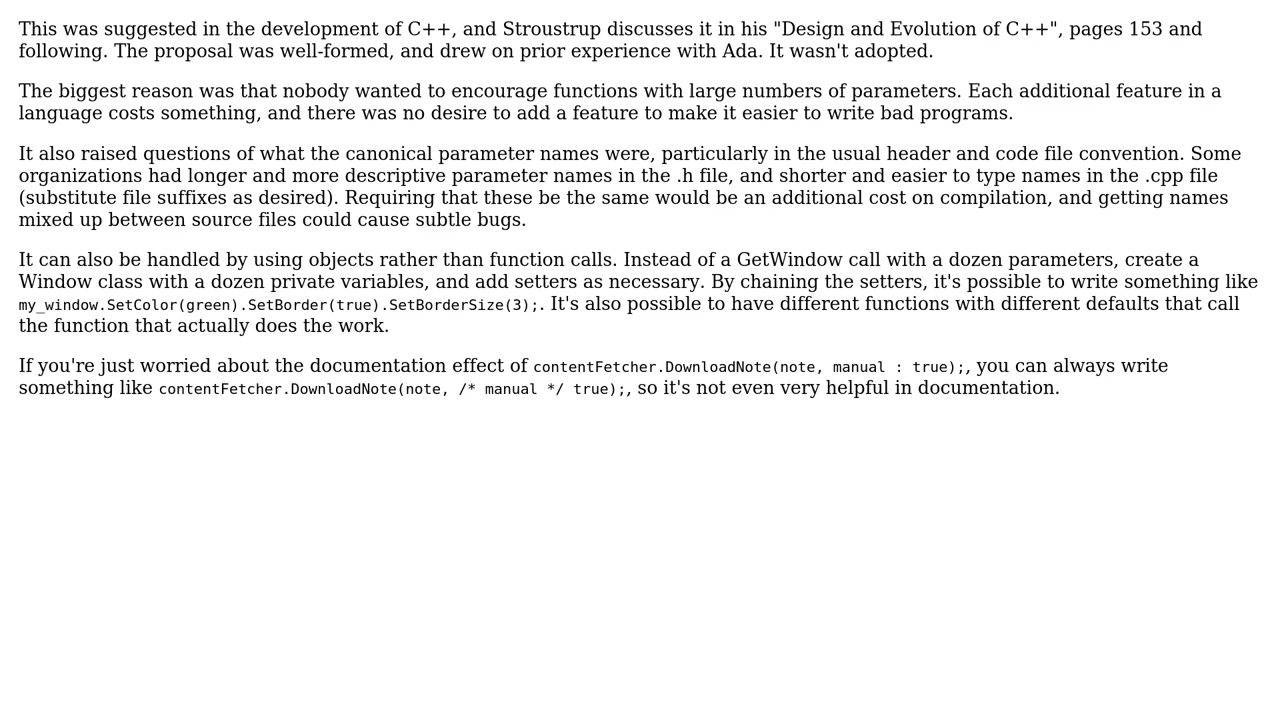 This was suggested in the development of C++, and Stroustrup discusses it in his "Design and Evolution of C++", pages 153 and
following. The proposal was well-formed, and drew on prior experience with Ada. It wasn't adopted.
The biggest reason was that nobody wanted to encourage functions with large numbers of parameters. Each additional feature in a
language costs something, and there was no desire to add a feature to make it easier to write bad programs.
It also raised questions of what the canonical parameter names were, particularly in the usual header and code file convention. Some
organizations had longer and more descriptive parameter names in the .h file, and shorter and easier to type names in the .cpp file
(substitute file suffixes as desired). Requiring that these be the same would be an additional cost on compilation, and getting names
mixed up between source files could cause subtle bugs.
It can also be handled by using objects rather than function calls. Instead of a GetWindow call with a dozen parameters, create a
Window class with a dozen private variables, and add setters as necessary. By chaining the setters, it's possible to write something like
my_window.SetColor(green).SetBorder(true).SetBorderSize(3);. It's also possible to have different functions with different defaults that call
the function that actually does the work.
If you're just worried about the documentation effect of contentFetcher.DownloadNote(note, manual : true);, you can always write
something like contentFetcher.DownloadNote(note, /* manual */ true);, so it's not even very helpful in documentation.